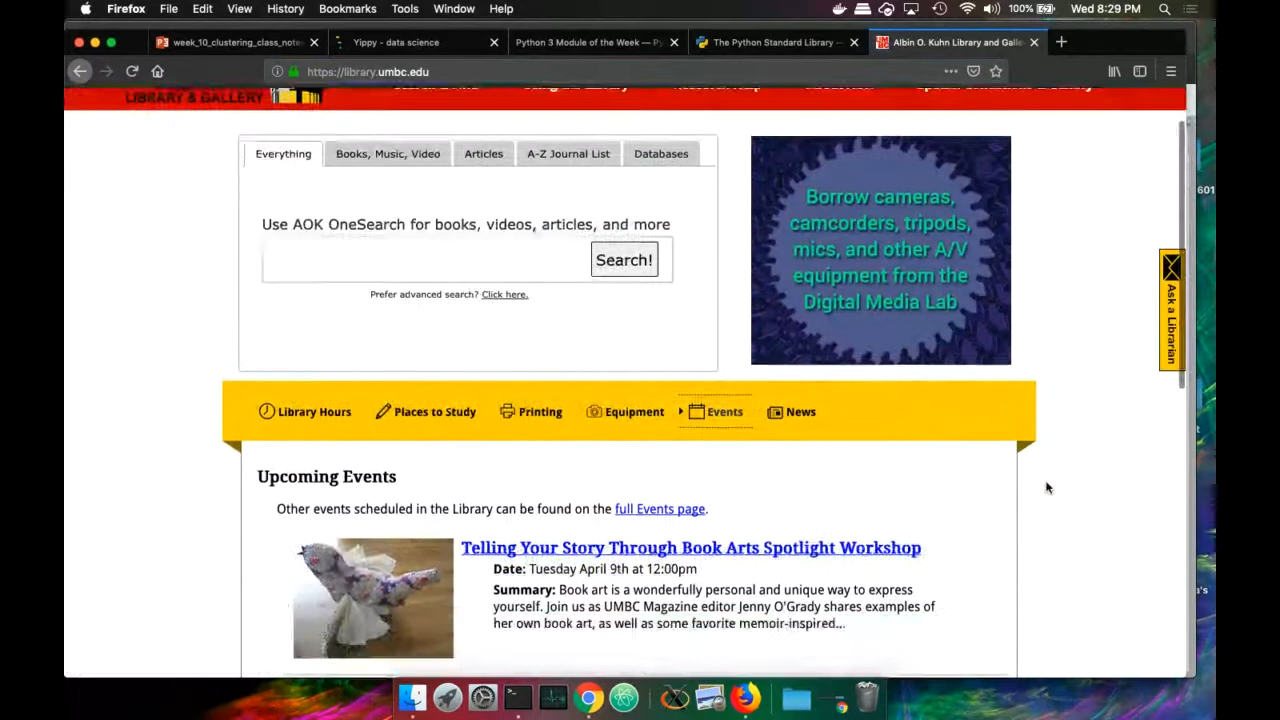 Firefox File Edit View History Bookmarks Tools Window Help 100% Wed 8:29 PM
week_10_clustering_class_note Yippy - data science Python 3 Module of the Week — Py The Python Standard Library — Albin O. Kuhn Library and Galle
https://library.umbc.edu
LIBRARY & GALLERY
Everything Books, Music, Video Articles A-Z Journal List Databases
Use AOK OneSearch for books, videos, articles, and more
Search!
Prefer advanced search? Click here.
Borrow cameras,
camcorders, tripods,
mics, and other A/V
equipment from the
Digital Media Lab
601
Ask a Librarian
Library Hours Places to Study Printing Equipment Events News
Upcoming Events
Other events scheduled in the Library can be found on the full Events page.
Telling Your Story Through Book Arts Spotlight Workshop
Date: Tuesday April 9th at 12:00pm
Summary: Book art is a wonderfully personal and unique way to express
yourself. Join us as UMBC Magazine editor Jenny O'Grady shares examples of
her own book art, as well as some favorite memoir-inspired...